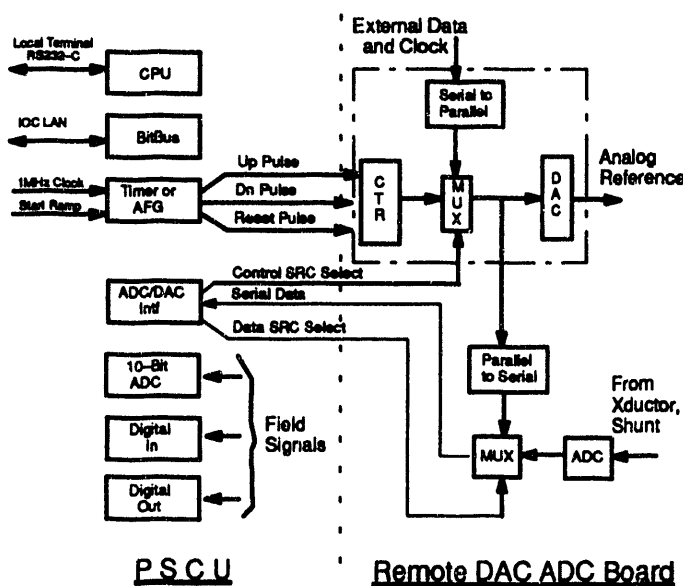 External Data
and Clock
Local Terminal
RS232-C
CPU
Serial to
Parallel
IOC LAN
BitBus
Analog
Reference
Up Pulse
1MHz Clock
Start Ramp
Timer or
AFG
Dn Pulse
Reset Pulse
CTR
MUX
DAC
Control SRC Select
ADC/DAC
Intf
Serial Data
Data SRC Select
10-Bit
ADC
Parallel
to Serial
From
Xductor,
Shunt
Field
Signals
Digital
In
MUX
ADC
Digital
Out
PSCU
Remote DAC ADC Board